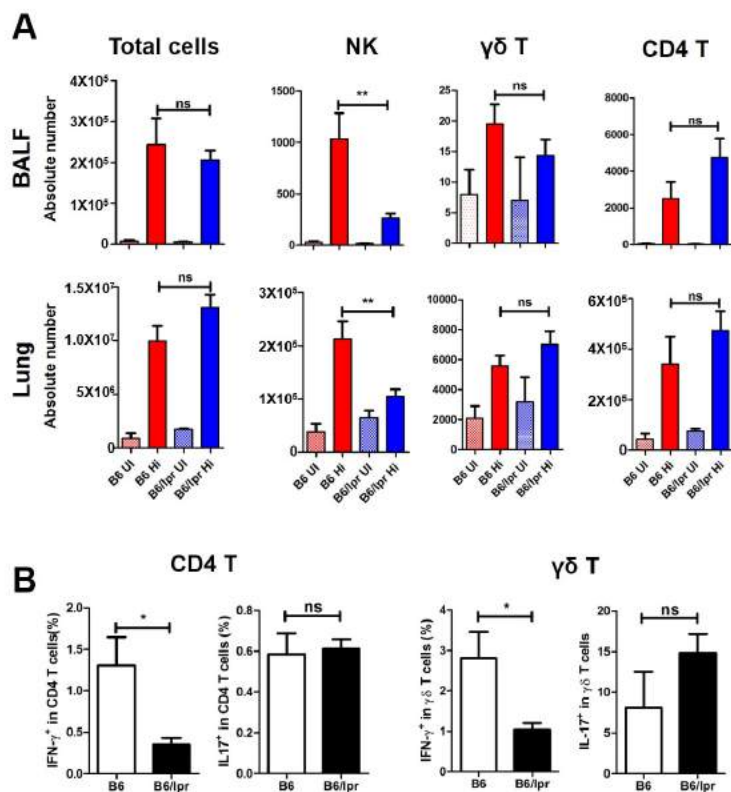 A
Total cells
NK
γδ T
CD4 T
BALF
Absolute number
4X10⁵
3X10⁵
2X10⁵
1X10⁵
0
ns
1500
1000
500
0
**
25
20
15
10
5
0
ns
8000
6000
4000
2000
0
ns
Lung
Absolute number
1.5X10⁷
1.0X10⁷
5X10⁶
0
ns
B6 UI
B6 Hi
B6/lpr UI
B6/lpr Hi
3X10⁵
2X10⁵
1X10⁵
0
**
B6 UI
B6 Hi
B6/lpr UI
B6/lpr Hi
10000
8000
6000
4000
2000
0
ns
B6 UI
B6 Hi
B6/lpr UI
B6/lpr Hi
6X10⁵
4X10⁵
2X10⁵
0
ns
B6 UI
B6 Hi
B6/lpr UI
B6/lpr Hi
B
CD4 T
γδ T
IFN-γ⁺ in CD4 T cells(%)
2.0
1.5
1.0
0.5
0.0
*
B6
B6/lpr
IL17⁺ in CD4 T cells (%)
0.8
0.6
0.4
0.2
0.0
ns
B6
B6/lpr
IFN-γ⁺ in γδ T cells (%)
4
3
2
1
0
*
B6
B6/lpr
IL-17⁺ in γδ T cells
20
15
10
5
0
ns
B6
B6/lpr